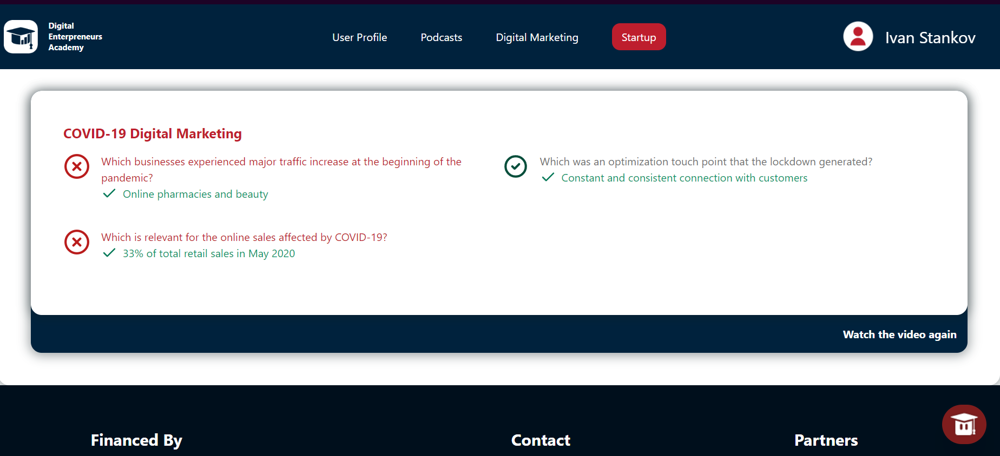 Digital
Enterpreneurs
Academy
User Profile
Podcasts
Digital Marketing
Startup
Ivan Stankov
COVID-19 Digital Marketing
Which businesses experienced major traffic increase at the beginning of the
pandemic?
Online pharmacies and beauty
Which was an optimization touch point that the lockdown generated?
Constant and consistent connection with customers
Which is relevant for the online sales affected by COVID-19?
33% of total retail sales in May 2020
Watch the video again
Financed By
Contact
Partners